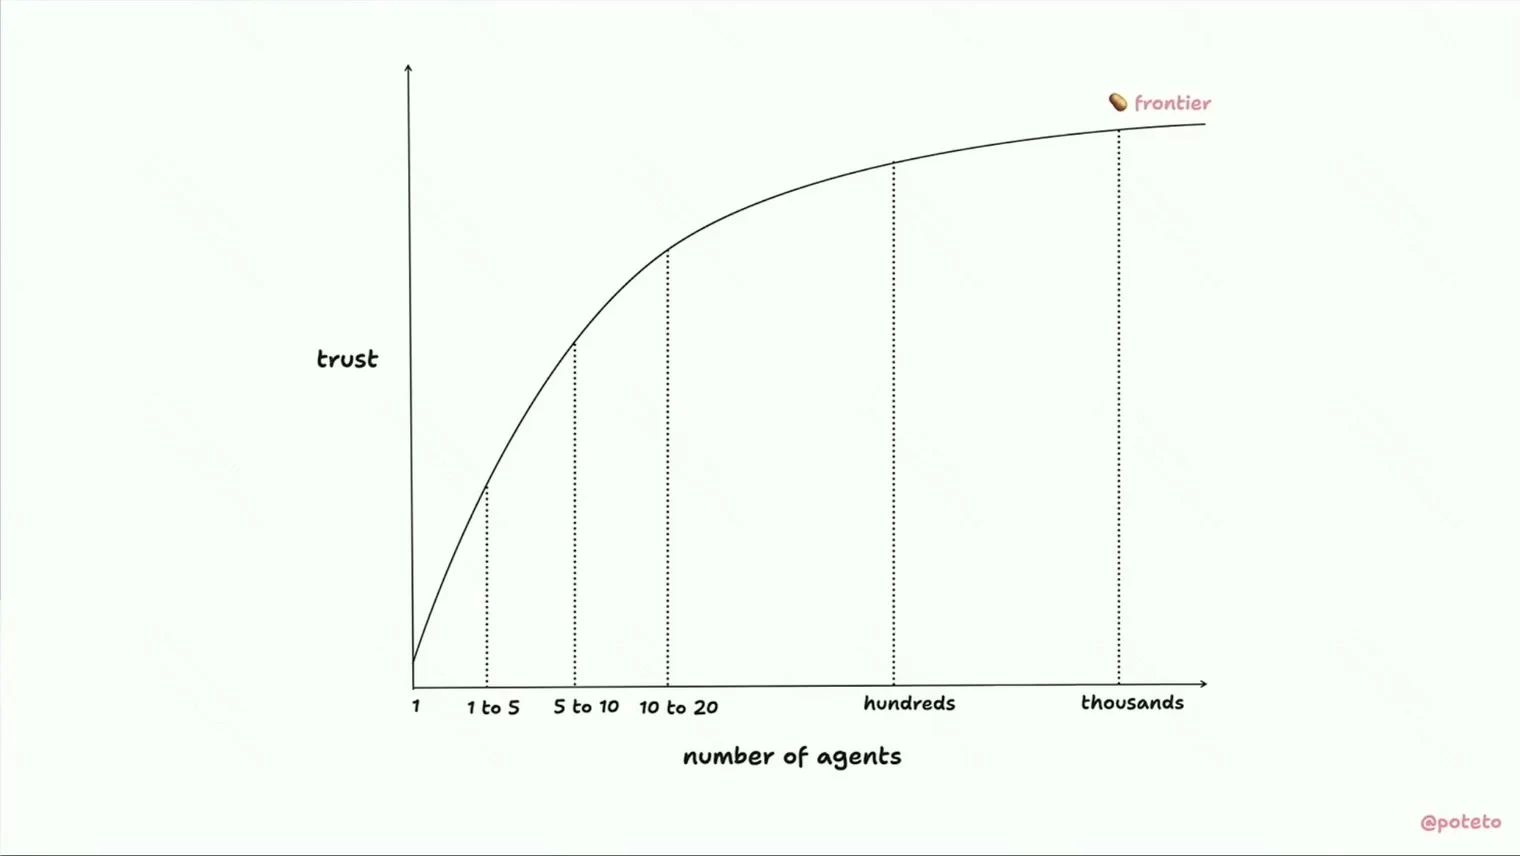 🥔 frontier
trust
1
1 to 5
5 to 10
10 to 20
hundreds
thousands
number of agents
@poteto